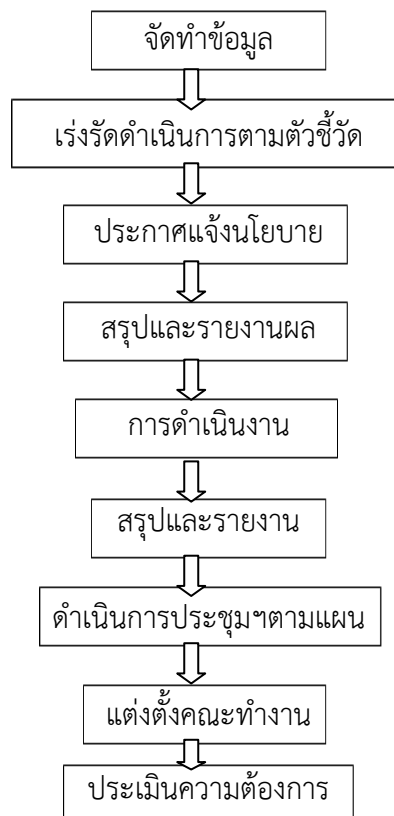 จัดทำข้อมูล
เร่งรัดดำเนินการตามตัวชี้วัด
ประกาศแจ้งนโยบาย
สรุปและรายงานผล
การดำเนินงาน
สรุปและรายงาน
ดำเนินการประชุมฯตามแผน
แต่งตั้งคณะทำงาน
ประเมินความต้องการ